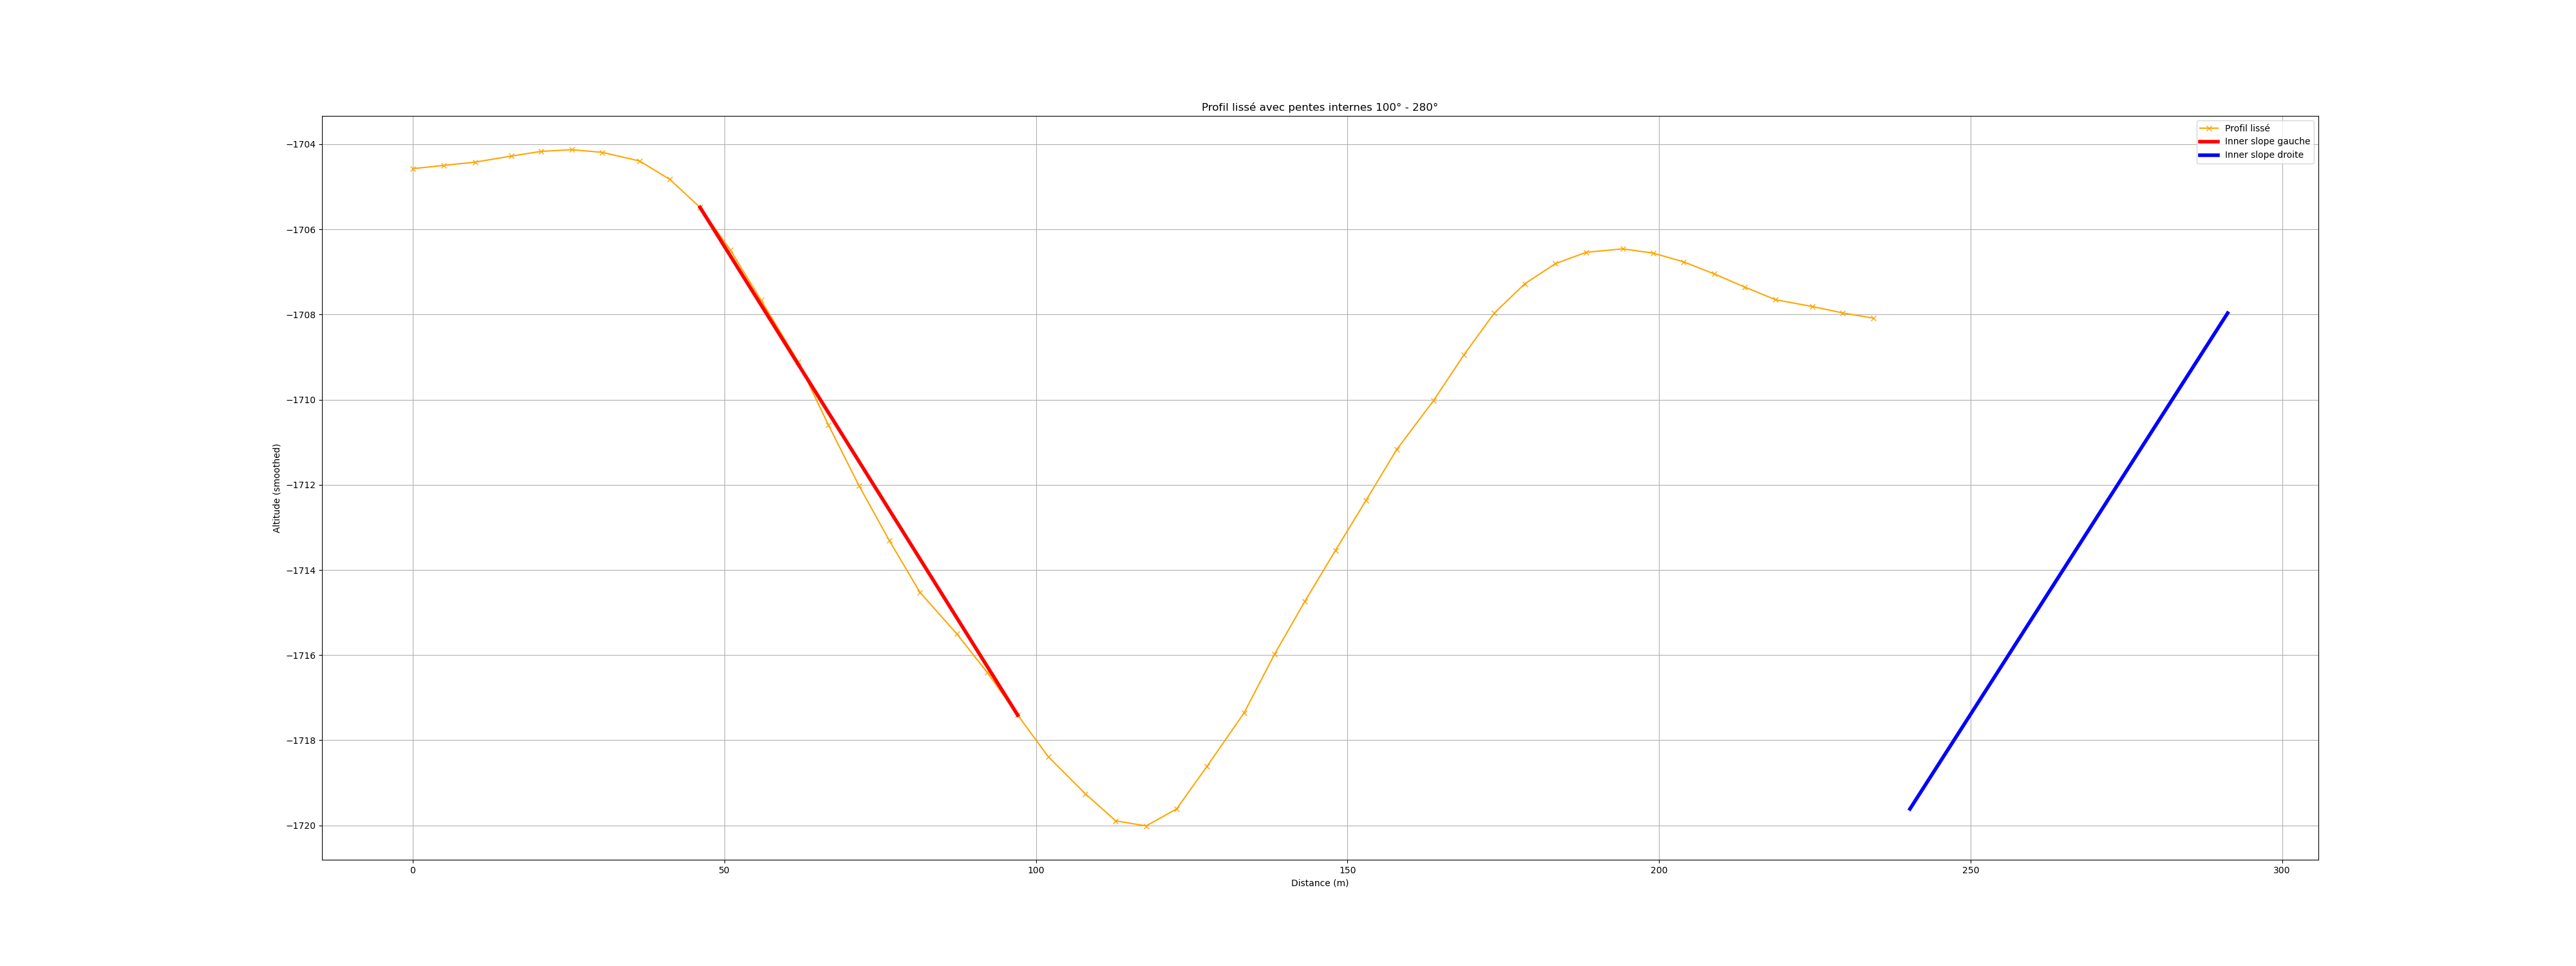 Profil lissé avec pentes internes 100° - 280°
Profil lissé
Inner slope gauche
Inner slope droite
Altitude (smoothed)
−1704
−1706
−1708
−1710
−1712
−1714
−1716
−1718
−1720
0 50 100 150 200 250 300
Distance (m)